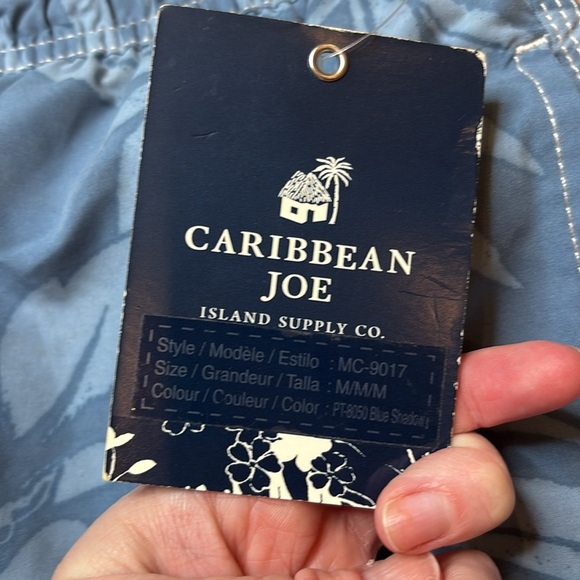 CARIBBEAN
JOE
ISLAND SUPPLY CO.
Style / Modèle / Estilo : MC-9017
Size / Grandeur / Talla : M/M/M
Colour / Couleur / Color : PT-8050 Blue Shadow